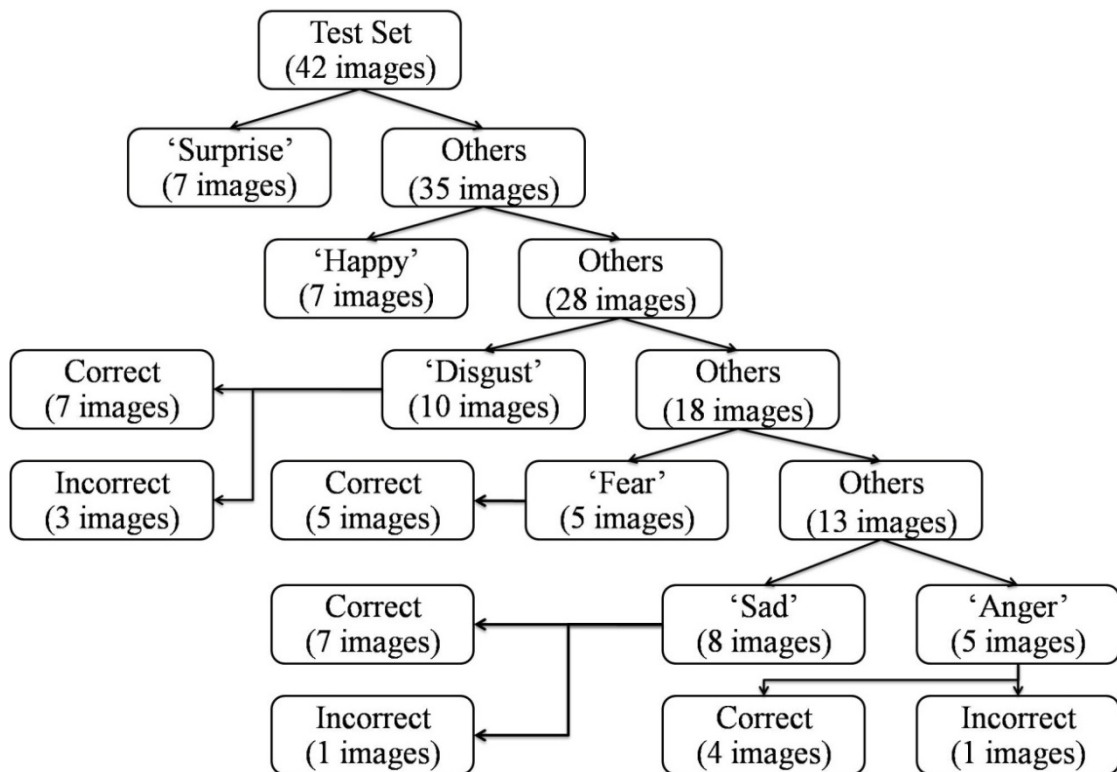 Test Set
(42 images)
‘Surprise’
(7 images)
Others
(35 images)
‘Happy’
(7 images)
Others
(28 images)
Correct
(7 images)
‘Disgust’
(10 images)
Others
(18 images)
Incorrect
(3 images)
Correct
(5 images)
‘Fear’
(5 images)
Others
(13 images)
Correct
(7 images)
‘Sad’
(8 images)
‘Anger’
(5 images)
Incorrect
(1 images)
Correct
(4 images)
Incorrect
(1 images)